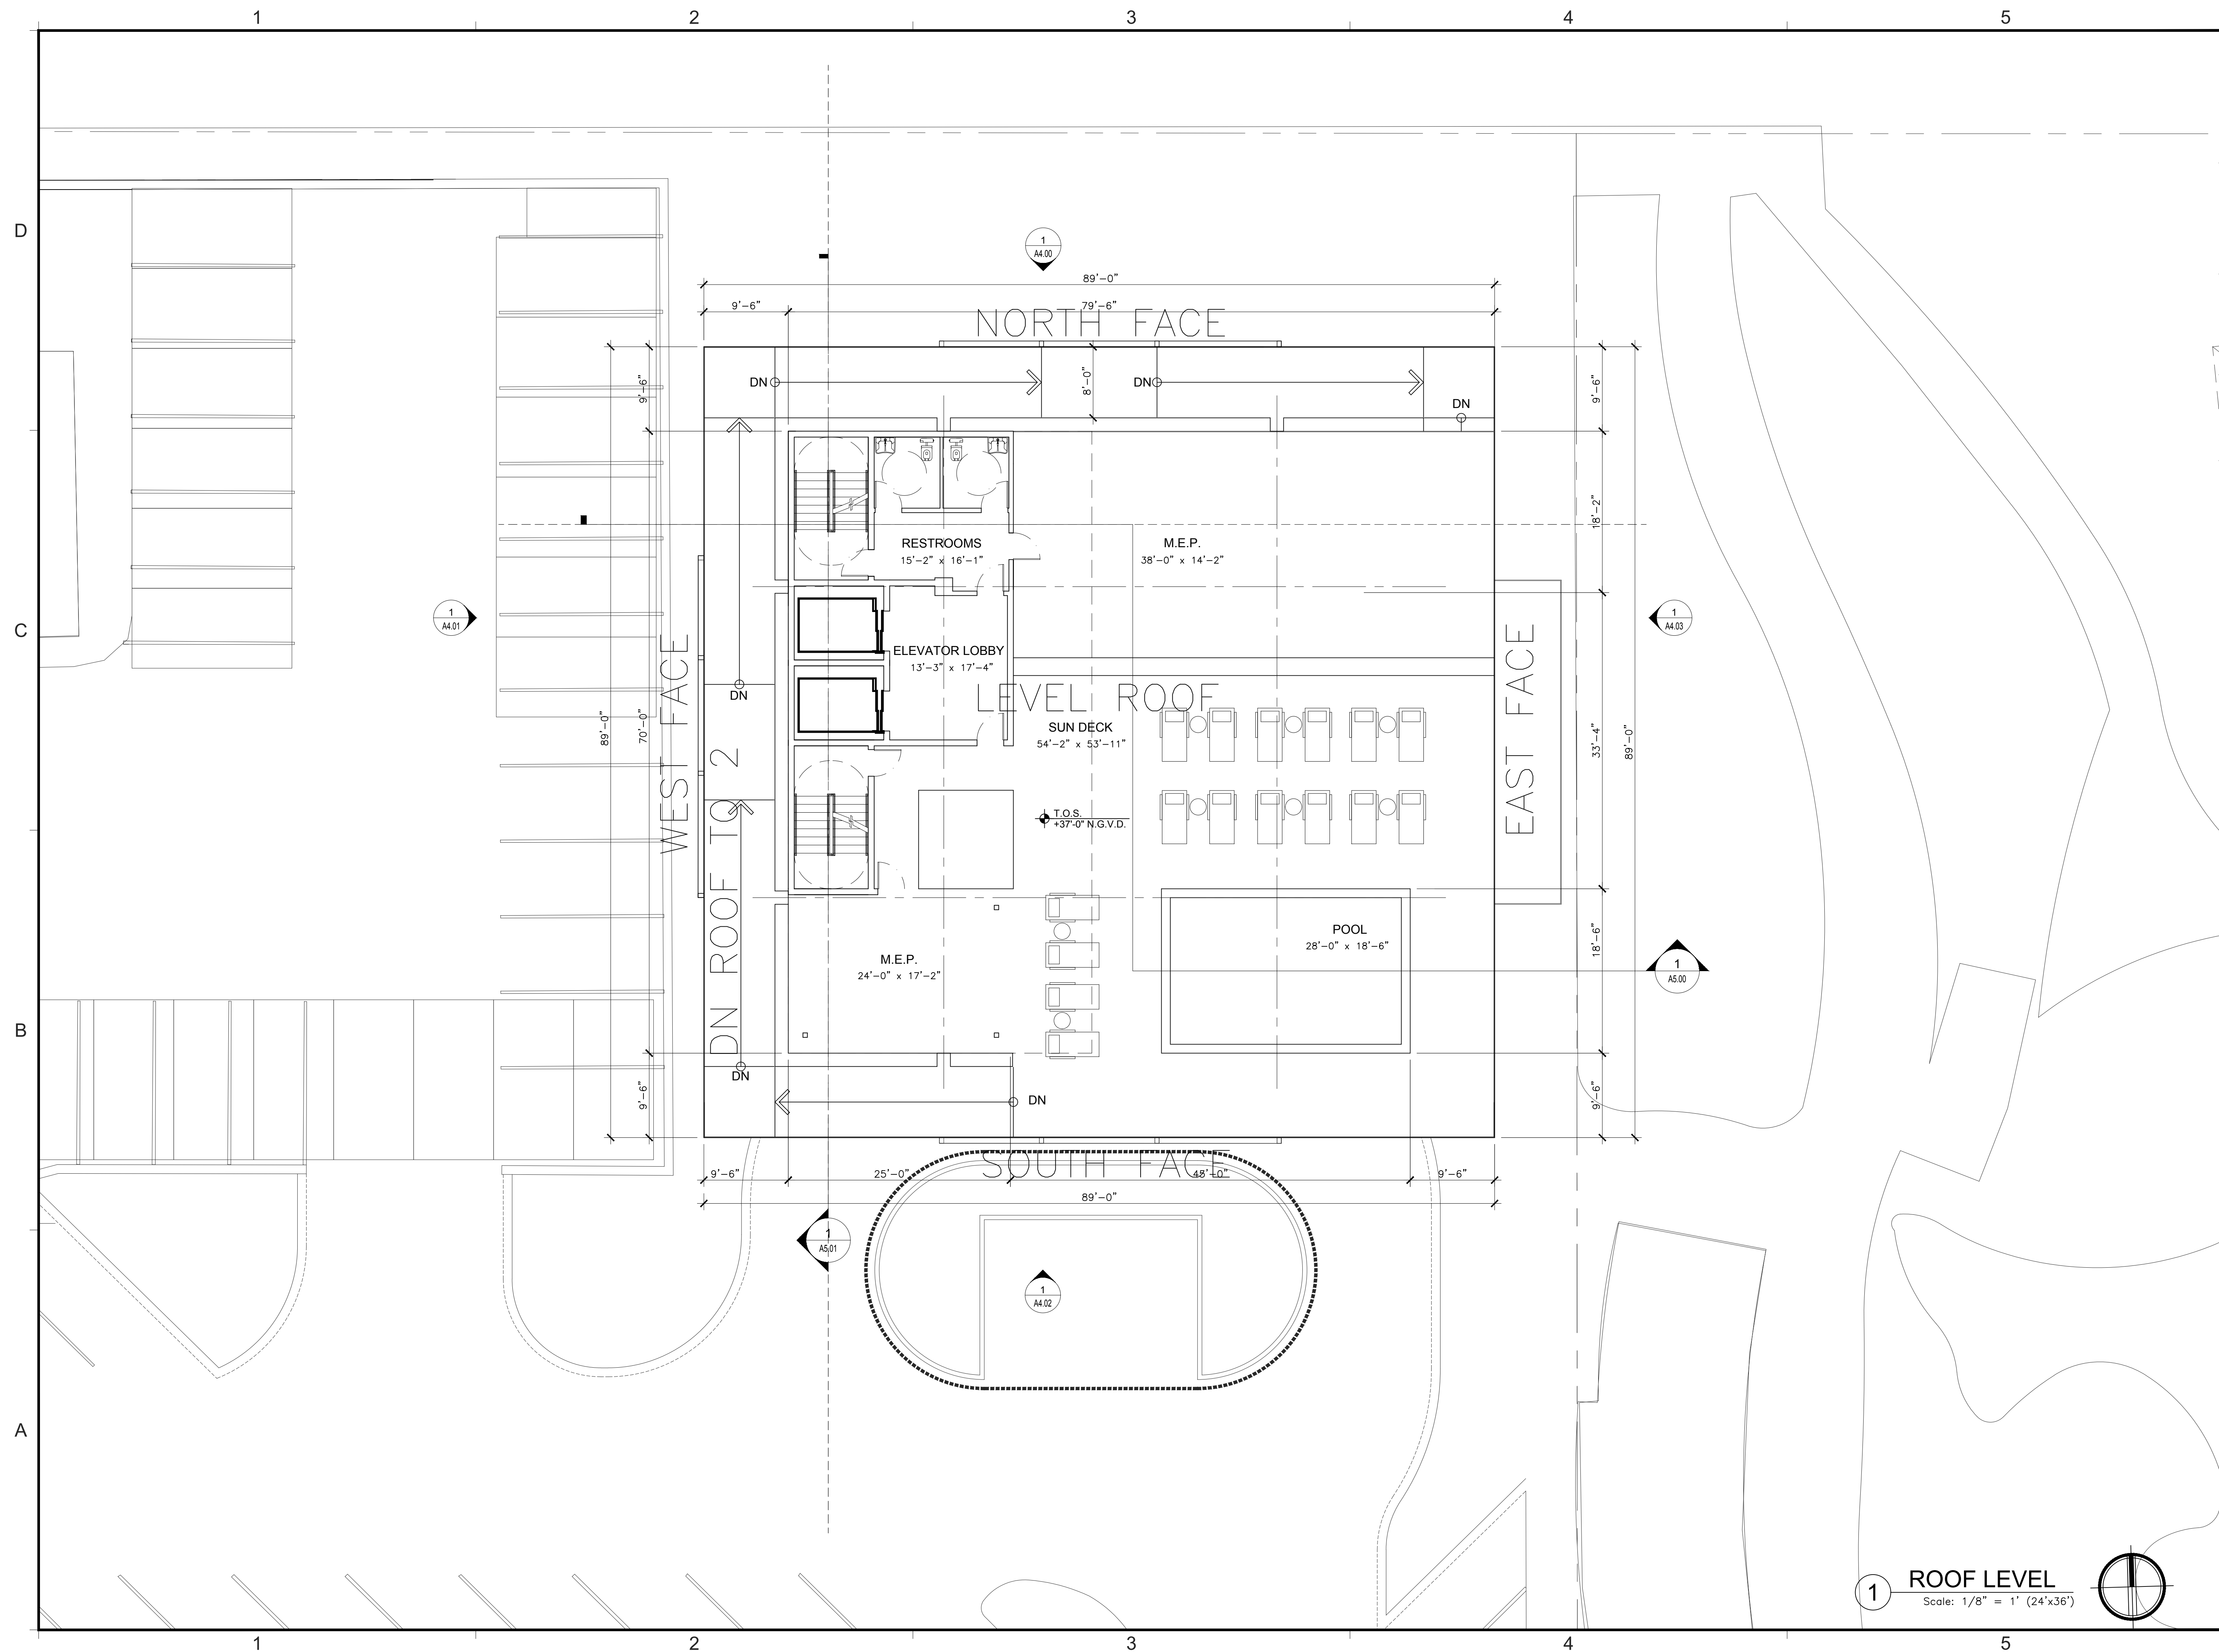 1 2 3 4 5
D
1
A4.00
89'-0"
9'-6" 79'-6"
NORTH FACE
DN
8'-0"
DN
DN
9'-6"
9'-6"
18'-2"
RESTROOMS
15'-2" x 16'-1"
M.E.P.
38'-0" x 14'-2"
C
1
A4.01
1
A4.03
ELEVATOR LOBBY
13'-3" x 17'-4"
DN
LEVEL ROOF
SUN DECK
54'-2" x 53'-11"
WEST FACE
EAST FACE
89'-0"
70'-0"
33'-4"
89'-0"
DN ROOF TO 2
T.O.S.
+37'-0" N.G.V.D.
POOL
28'-0" x 18'-6"
18'-6"
M.E.P.
24'-0" x 17'-2"
1
A5.00
B
DN
DN
9'-6"
9'-6"
SOUTH FACE
9'-6" 25'-0" 45'-0" 9'-6"
89'-0"
1
A5.01
1
A4.02
A
1
ROOF LEVEL
Scale: 1/8" = 1' (24'x36')
1 2 3 4 5